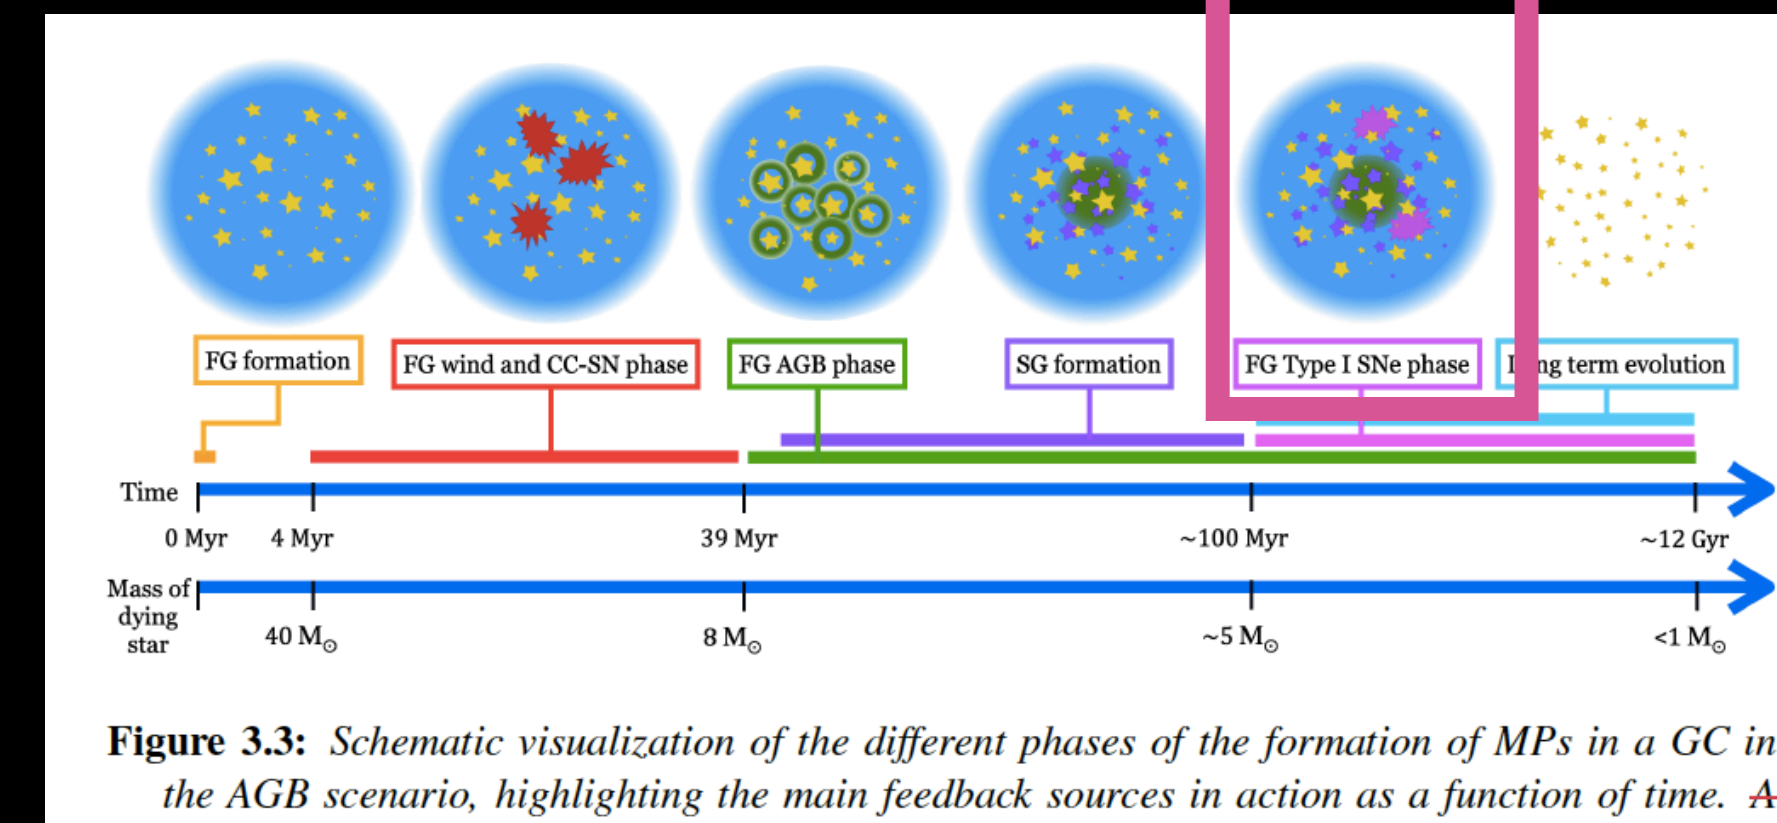 FG formation
FG wind and CC-SN phase
FG AGB phase
SG formation
FG Type I SNe phase
term evolution
Time
0 Myr
4 Myr
39 Myr
~100 Myr
~12 Gyr
Mass of
dying
star
40 M☉
8 M☉
~5 M☉
<1 M☉
Figure 3.3: Schematic visualization of the different phases of the formation of MPs in a GC in
the AGB scenario, highlighting the main feedback sources in action as a function of time. A